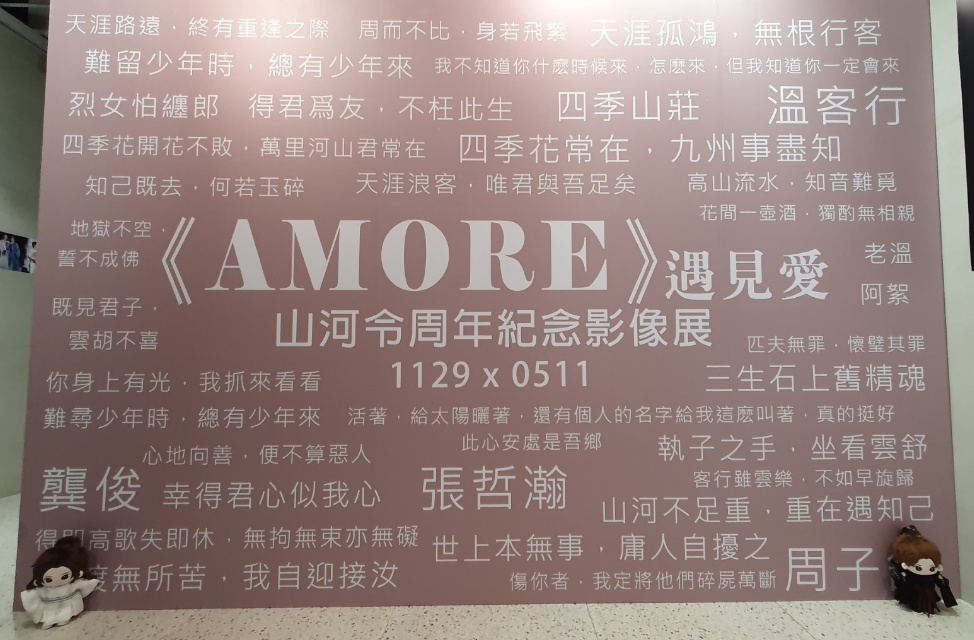 天涯路遠，終有重逢之際 周而不比，身若飛絮 天涯孤鴻，無根行客
難留少年時，總有少年來 我不知道你什麼時候來，怎麼來，但我知道你一定會來
烈女怕纏郎 得君爲友，不枉此生 四季山莊 溫客行
四季花開花不敗，萬里河山君常在 四季花常在，九州事盡知
知己既去，何若玉碎 天涯浪客，唯君與吾足矣 高山流水，知音難覓
花間一壺酒，獨酌無相親
地獄不空，
誓不成佛
《AMORE》遇見愛
老溫
阿絮
既見君子，
雲胡不喜
山河令周年紀念影像展
匹夫無罪，懷璧其罪
你身上有光，我抓來看看 1129 x 0511 三生石上舊精魂
難尋少年時，總有少年來 活著，給太陽曬著，還有個人的名字給我這麼叫著，真的挺好
心地向善，便不算惡人 此心安處是吾鄉 執子之手，坐看雲舒
客行雖雲樂，不如早旋歸
龔俊 幸得君心似我心 張哲瀚 山河不足重，重在遇知己
得即高歌失即休，無拘無束亦無礙 世上本無事，庸人自擾之
無所苦，我自迎接汝 傷你者，我定將他們碎屍萬斷 周子